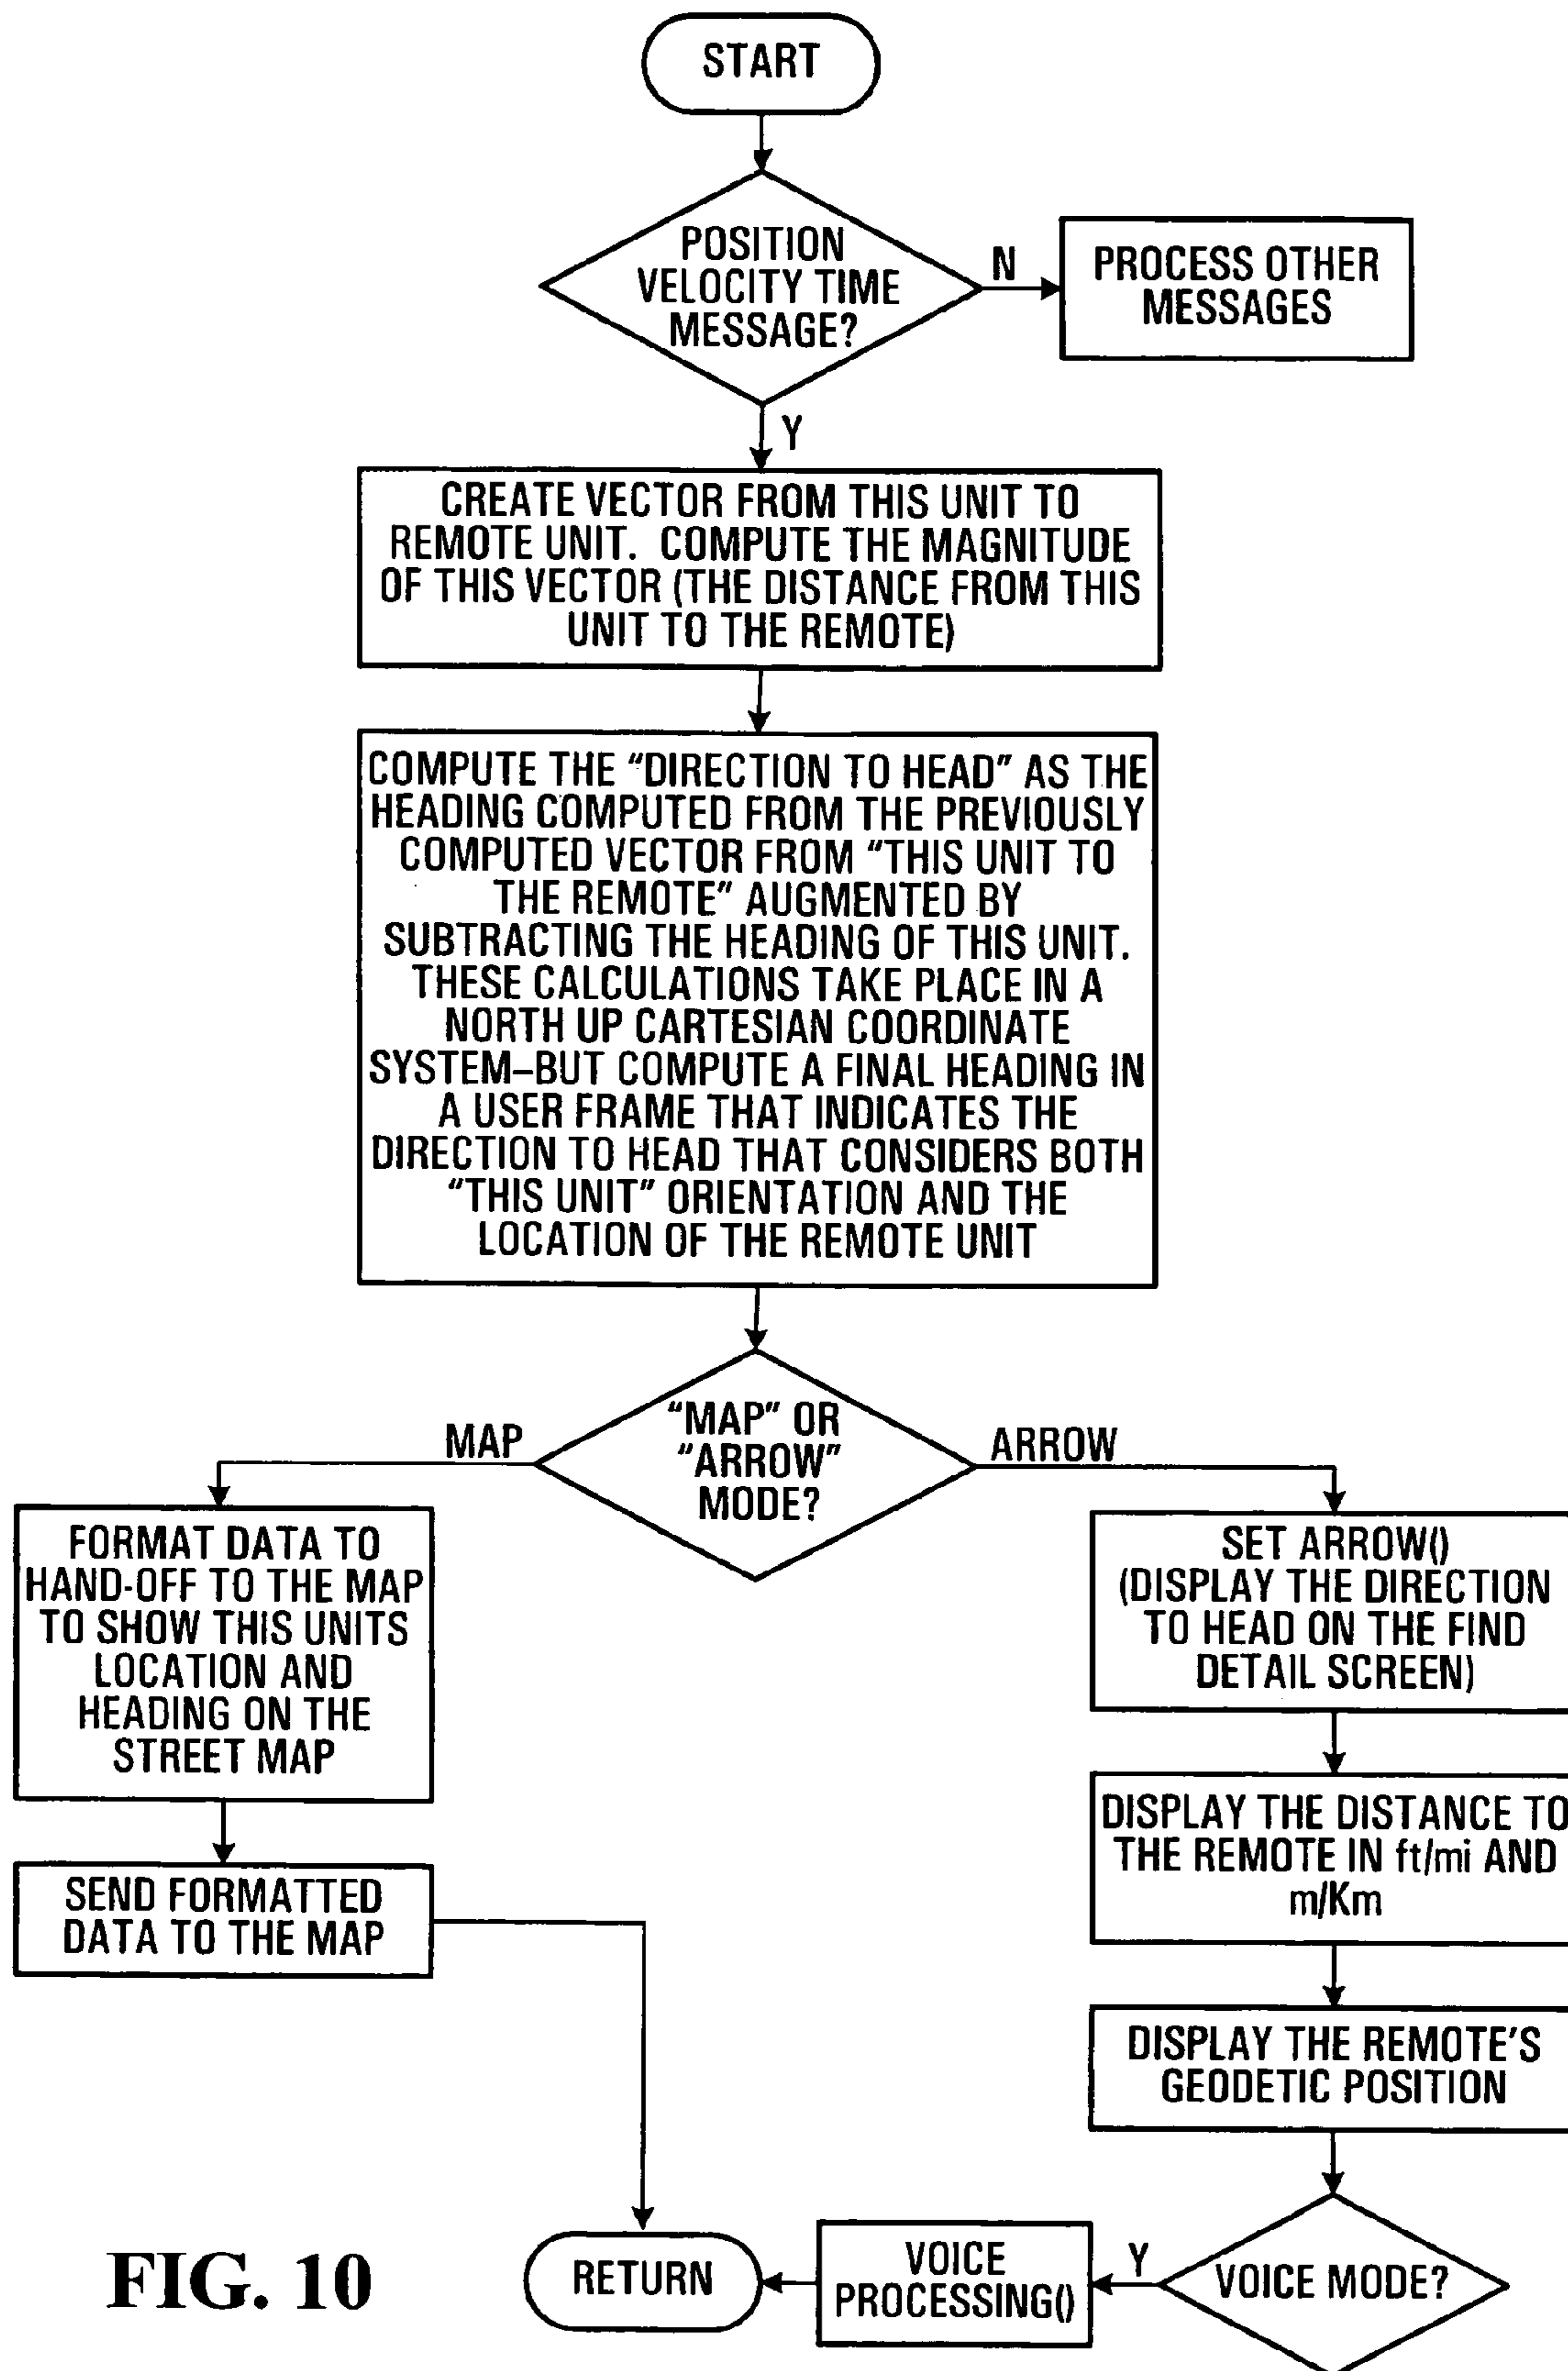 START
POSITION
VELOCITY TIME
MESSAGE?
N
PROCESS OTHER
MESSAGES
Y
CREATE VECTOR FROM THIS UNIT TO
REMOTE UNIT. COMPUTE THE MAGNITUDE
OF THIS VECTOR (THE DISTANCE FROM THIS
UNIT TO THE REMOTE)
COMPUTE THE “DIRECTION TO HEAD” AS THE
HEADING COMPUTED FROM THE PREVIOUSLY
COMPUTED VECTOR FROM “THIS UNIT TO
THE REMOTE” AUGMENTED BY
SUBTRACTING THE HEADING OF THIS UNIT.
THESE CALCULATIONS TAKE PLACE IN A
NORTH UP CARTESIAN COORDINATE
SYSTEM–BUT COMPUTE A FINAL HEADING IN
A USER FRAME THAT INDICATES THE
DIRECTION TO HEAD THAT CONSIDERS BOTH
“THIS UNIT” ORIENTATION AND THE
LOCATION OF THE REMOTE UNIT
“MAP” OR
“ARROW”
MODE?
MAP
ARROW
FORMAT DATA TO
HAND-OFF TO THE MAP
TO SHOW THIS UNITS
LOCATION AND
HEADING ON THE
STREET MAP
SEND FORMATTED
DATA TO THE MAP
SET ARROW()
(DISPLAY THE DIRECTION
TO HEAD ON THE FIND
DETAIL SCREEN)
DISPLAY THE DISTANCE TO
THE REMOTE IN ft/mi AND
m/Km
DISPLAY THE REMOTE'S
GEODETIC POSITION
VOICE MODE?
Y
VOICE
PROCESSING()
RETURN
FIG. 10